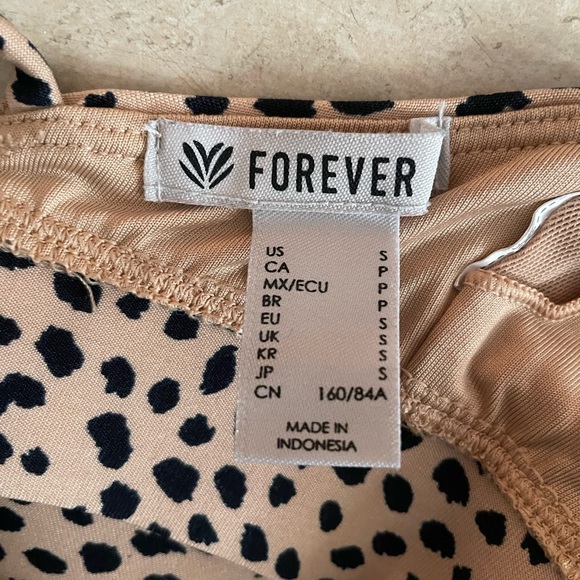 FOREVER
US S
CA P
MX/ECU P
BR P
EU S
UK S
KR S
JP S
CN 160/84A
MADE IN
INDONESIA